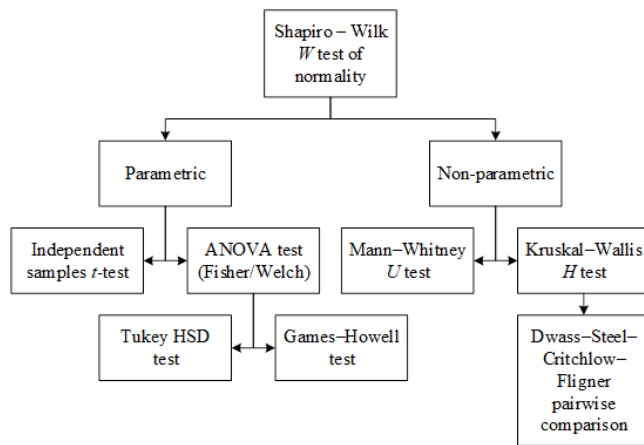 Shapiro – Wilk
W test of
normality
Parametric
Non-parametric
Independent
samples t-test
ANOVA test
(Fisher/Welch)
Mann–Whitney
U test
Kruskal–Wallis
H test
Tukey HSD
test
Games–Howell
test
Dwass–Steel–
Critchlow–
Fligner
pairwise
comparison